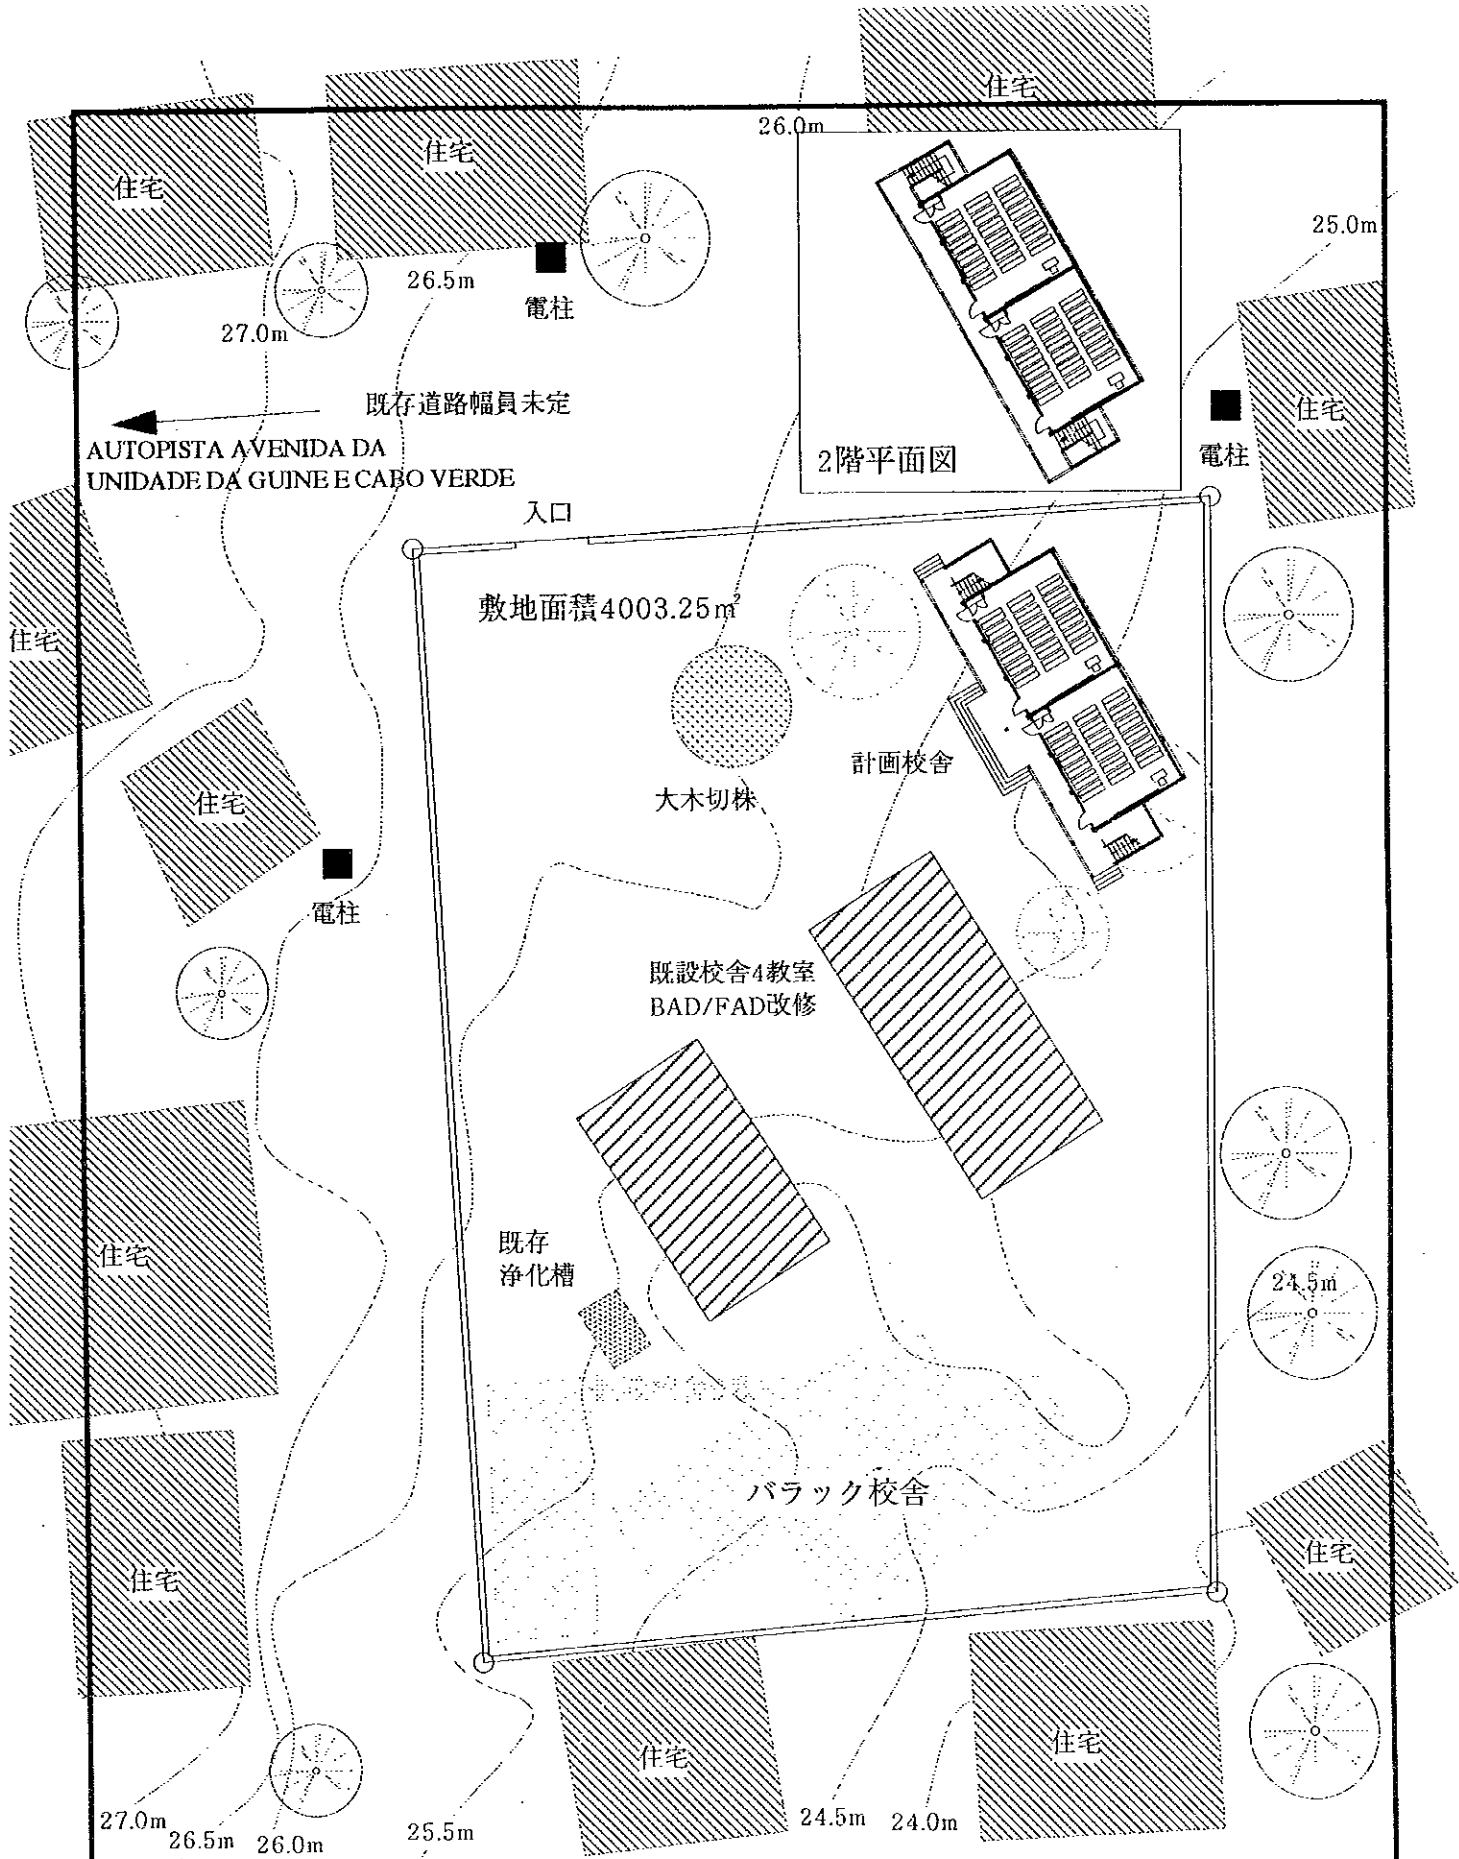 住宅
26.0m
住宅
住宅
25.0m
26.5m
電柱
27.0m
既存道路幅員未定
住宅
AUTOPISTA AVENIDA DA
UNIDADE DA GUINE E CABO VERDE
2階平面図
電柱
入口
敷地面積4003.25㎡
住宅
計画校舎
大木切株
住宅
電柱
既設校舎4教室
BAD/FAD改修
既存
浄化槽
住宅
24.5m
バラック校舎
住宅
住宅
住宅
住宅
27.0m
26.5m
26.0m
25.5m
24.5m
24.0m